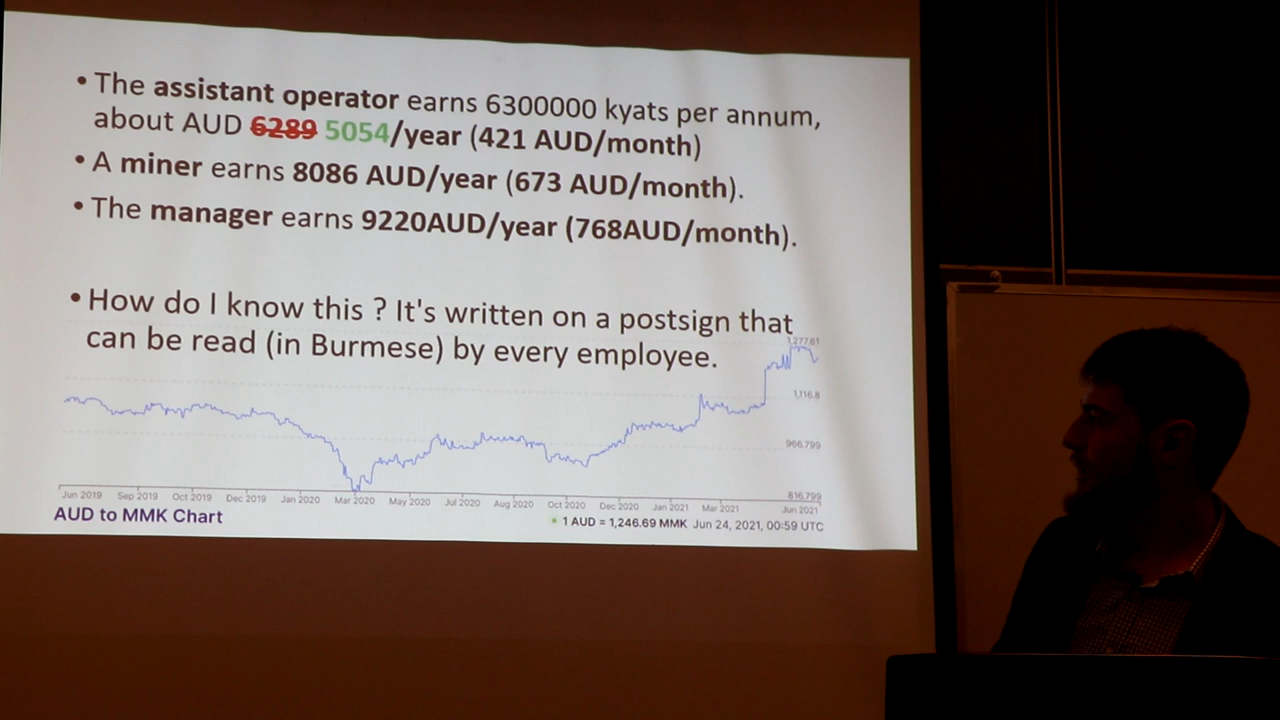 • The assistant operator earns 6300000 kyats per annum,
about AUD 6289 5054/year (421 AUD/month)
• A miner earns 8086 AUD/year (673 AUD/month).
• The manager earns 9220AUD/year (768AUD/month).
• How do I know this ? It's written on a postsign that
can be read (in Burmese) by every employee.
1,277.61
1,116.8
966.799
816.799
Jun 2019 Sep 2019 Oct 2019 Dec 2019 Jan 2020 Mar 2020 May 2020 Jul 2020 Aug 2020 Oct 2020 Dec 2020 Jan 2021 Mar 2021 Jun 2021
AUD to MMK Chart
1 AUD = 1,246.69 MMK Jun 24, 2021, 00:59 UTC